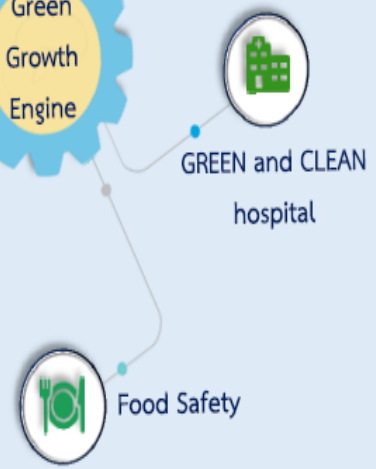 Green
Growth
Engine
GREEN and CLEAN
hospital
Food Safety